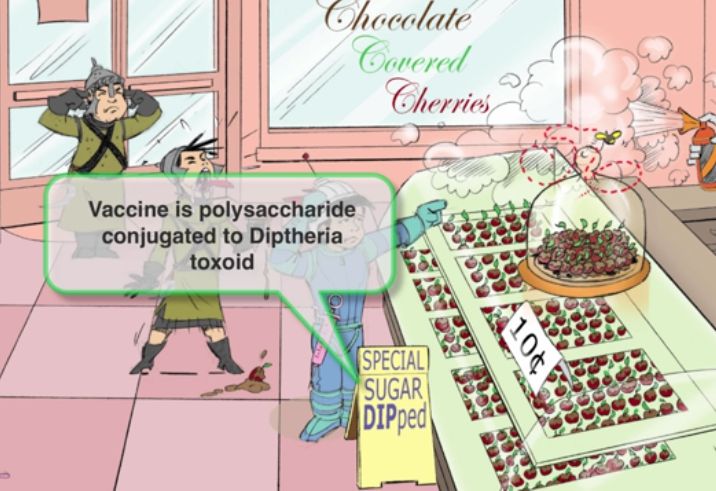 Chocolate
Covered
Cherries
Vaccine is polysaccharide
conjugated to Diptheria
toxoid
SPECIAL
SUGAR
DIPped
10¢